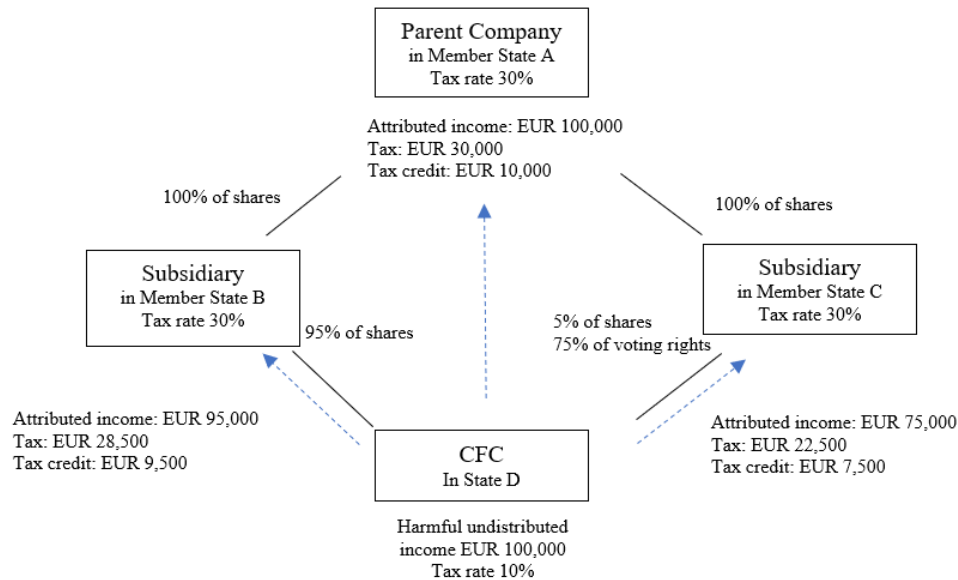 Parent Company
in Member State A
Tax rate 30%
Attributed income: EUR 100,000
Tax: EUR 30,000
Tax credit: EUR 10,000
100% of shares
100% of shares
Subsidiary
in Member State B
Tax rate 30%
Subsidiary
in Member State C
Tax rate 30%
95% of shares
5% of shares
75% of voting rights
Attributed income: EUR 95,000
Tax: EUR 28,500
Tax credit: EUR 9,500
CFC
In State D
Attributed income: EUR 75,000
Tax: EUR 22,500
Tax credit: EUR 7,500
Harmful undistributed
income EUR 100,000
Tax rate 10%